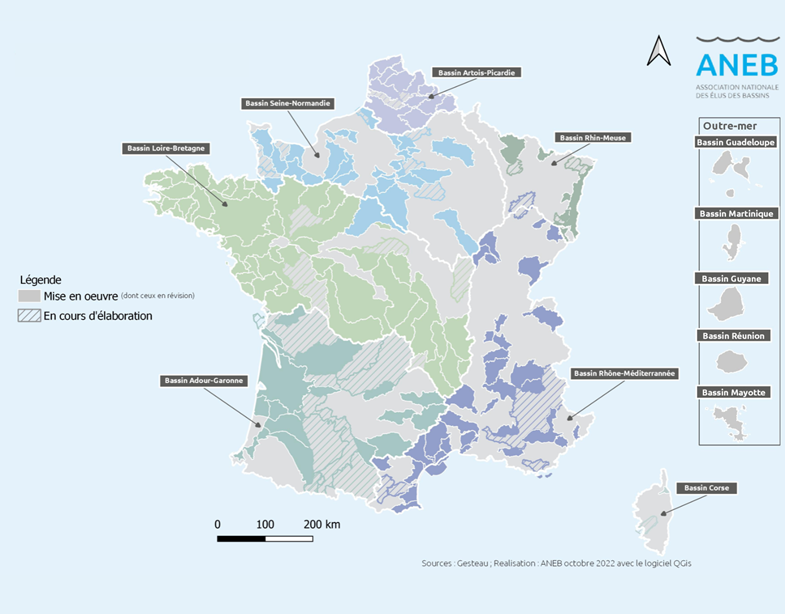 ANEB
ASSOCIATION NATIONALE
DES ÉLUS DES BASSINS
Bassin Artois-Picardie
Bassin Seine-Normandie
Bassin Rhin-Meuse
Bassin Loire-Bretagne
Outre-mer
Bassin Guadeloupe
Bassin Martinique
Bassin Guyane
Bassin Réunion
Bassin Mayotte
Légende
Mise en oeuvre (dont ceux en révision)
En cours d'élaboration
Bassin Adour-Garonne
Bassin Rhône-Méditerrannée
Bassin Corse
0 100 200 km
Sources : Gesteau ; Realisation : ANEB octobre 2022 avec le logiciel QGis